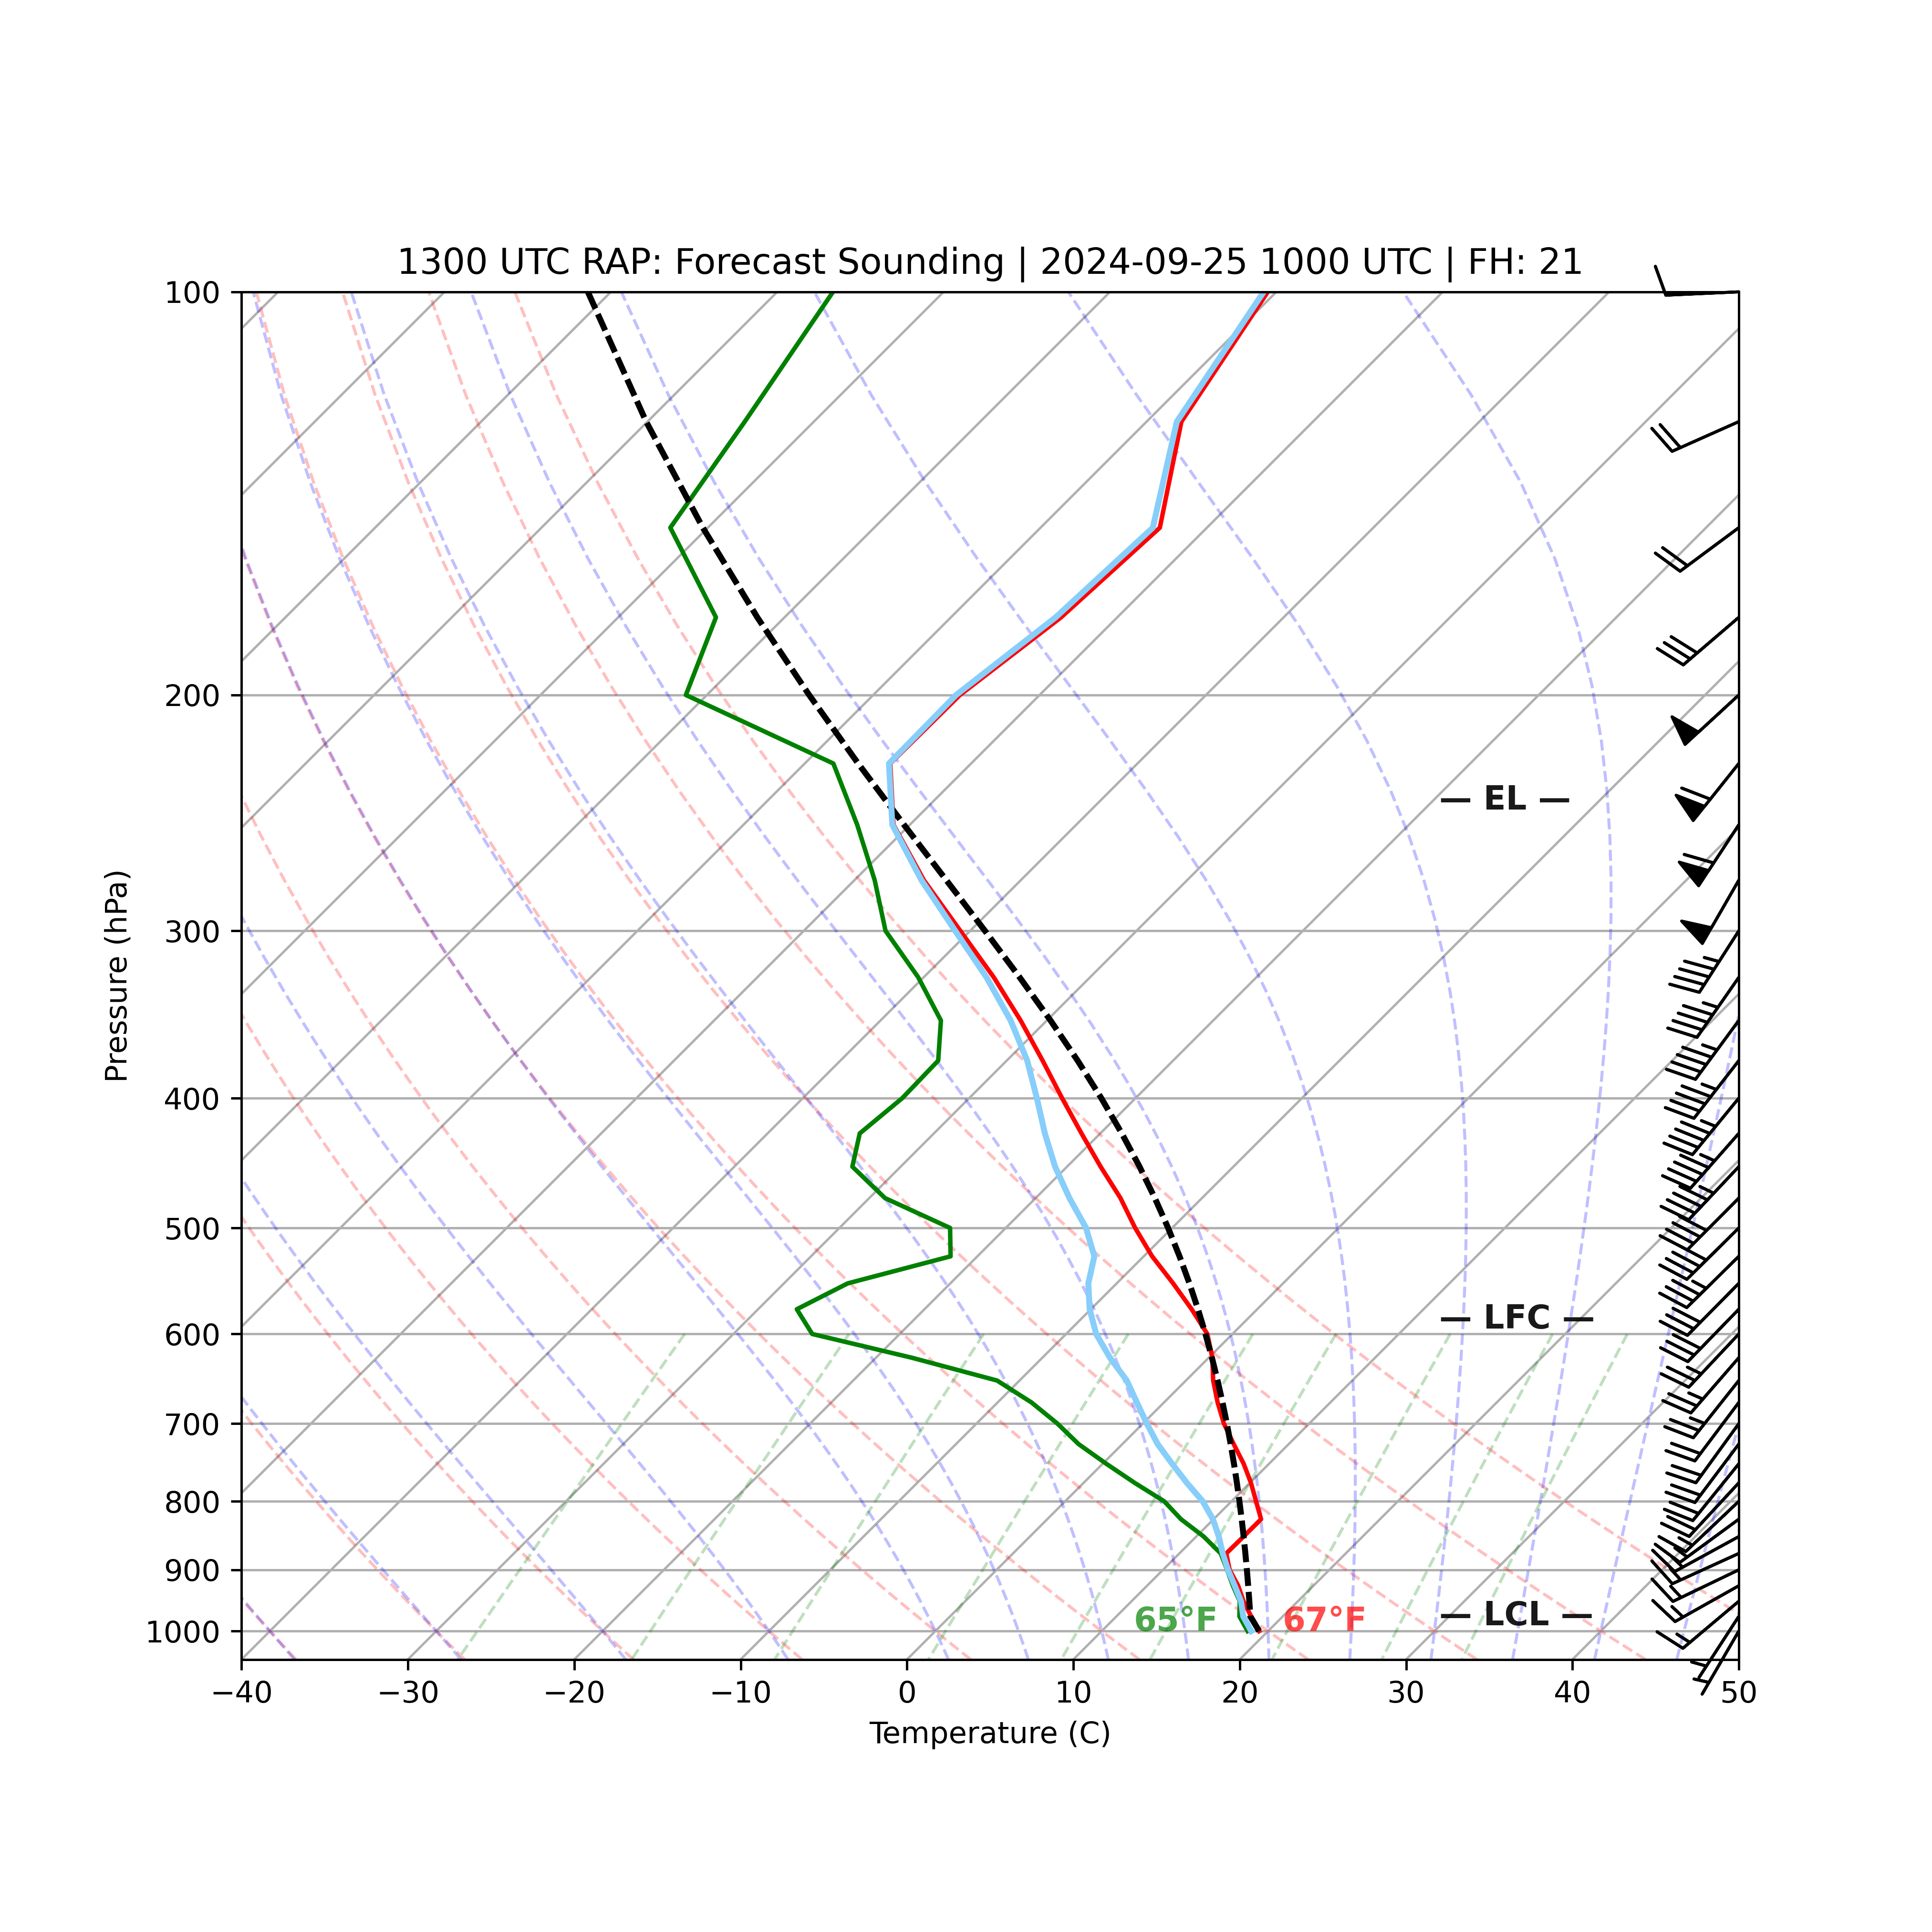 1300 UTC RAP: Forecast Sounding | 2024-09-25 1000 UTC | FH: 21
100
200
300
400
500
600
700
800
900
1000
Pressure (hPa)
— EL —
— LFC —
— LCL —
65°F
67°F
−40 −30 −20 −10 0 10 20 30 40 50
Temperature (C)